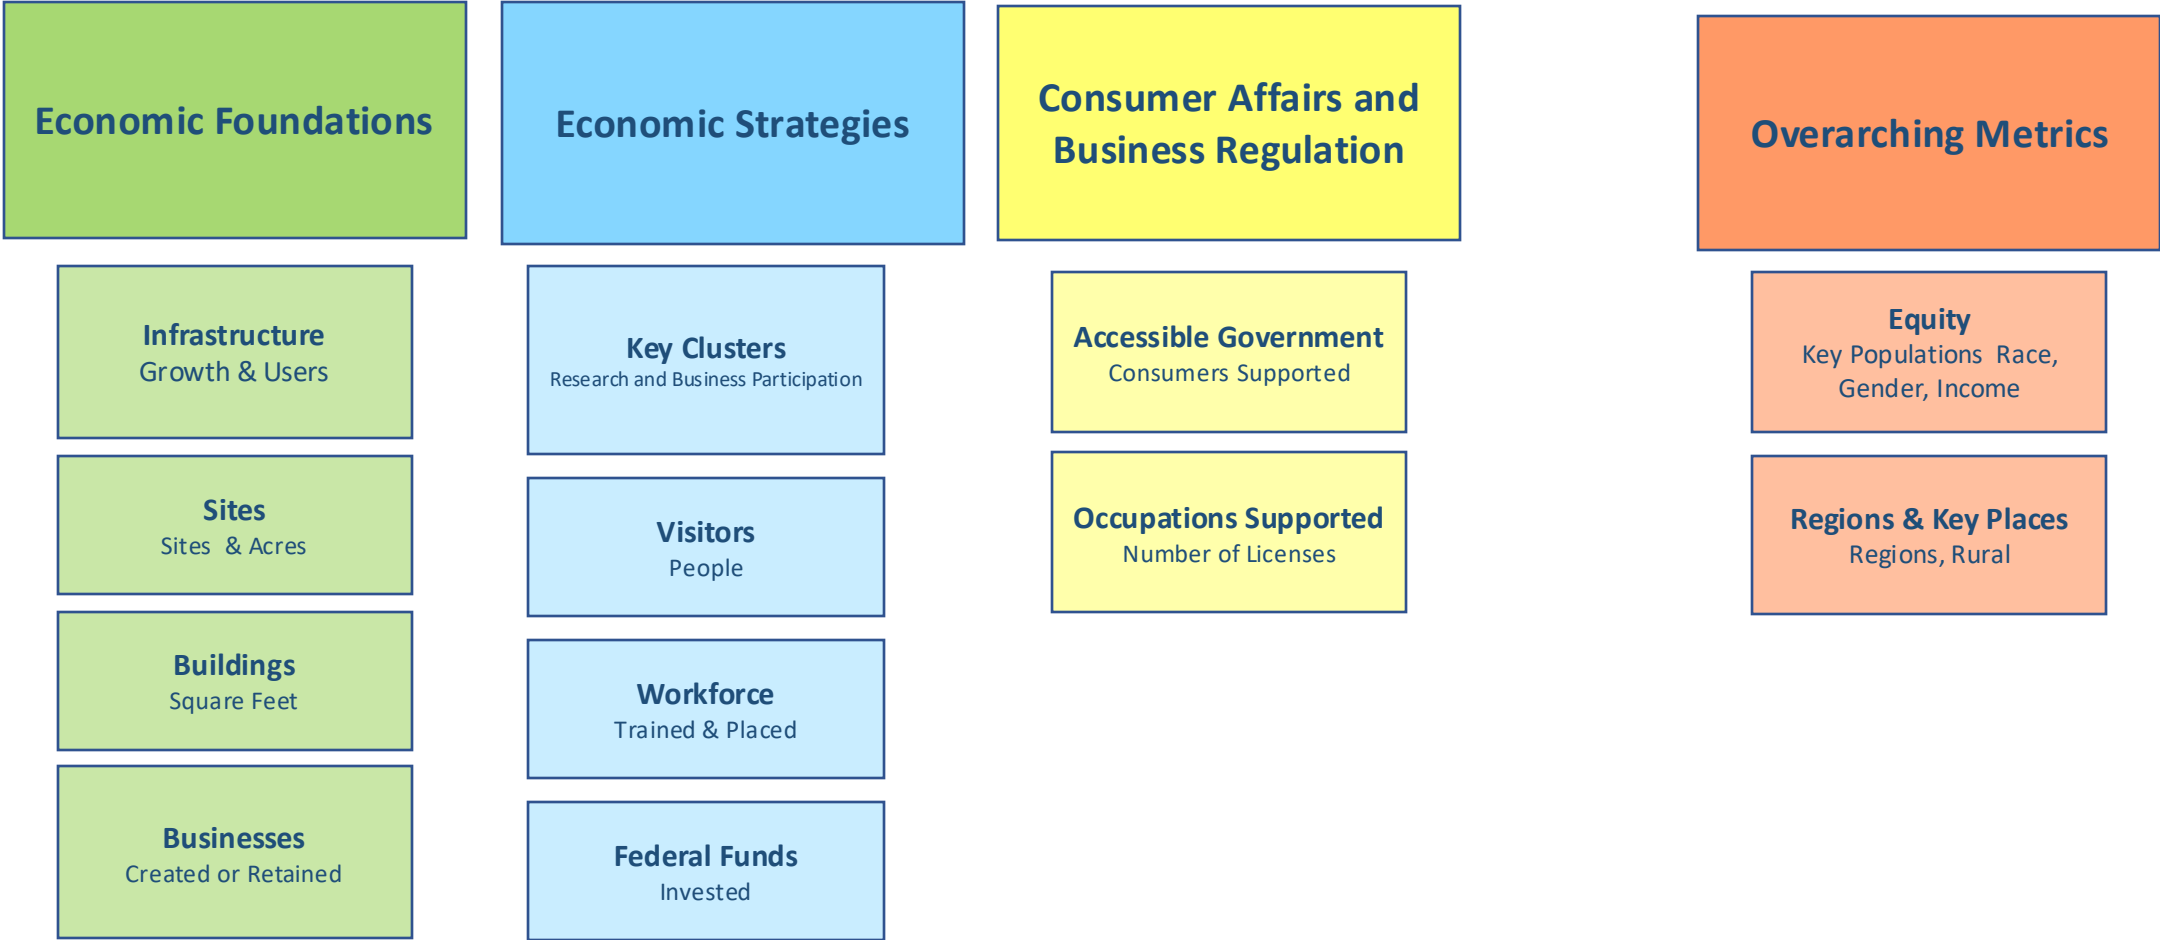 Economic Foundations
Infrastructure
Growth & Users
Sites
Sites & Acres
Buildings
Square Feet
Businesses
Created or Retained
Economic Strategies
Key Clusters
Research and Business Participation
Visitors
People
Workforce
Trained & Placed
Federal Funds
Invested
Consumer Affairs and
Business Regulation
Accessible Government
Consumers Supported
Occupations Supported
Number of Licenses
Overarching Metrics
Equity
Key Populations Race,
Gender, Income
Regions & Key Places
Regions, Rural